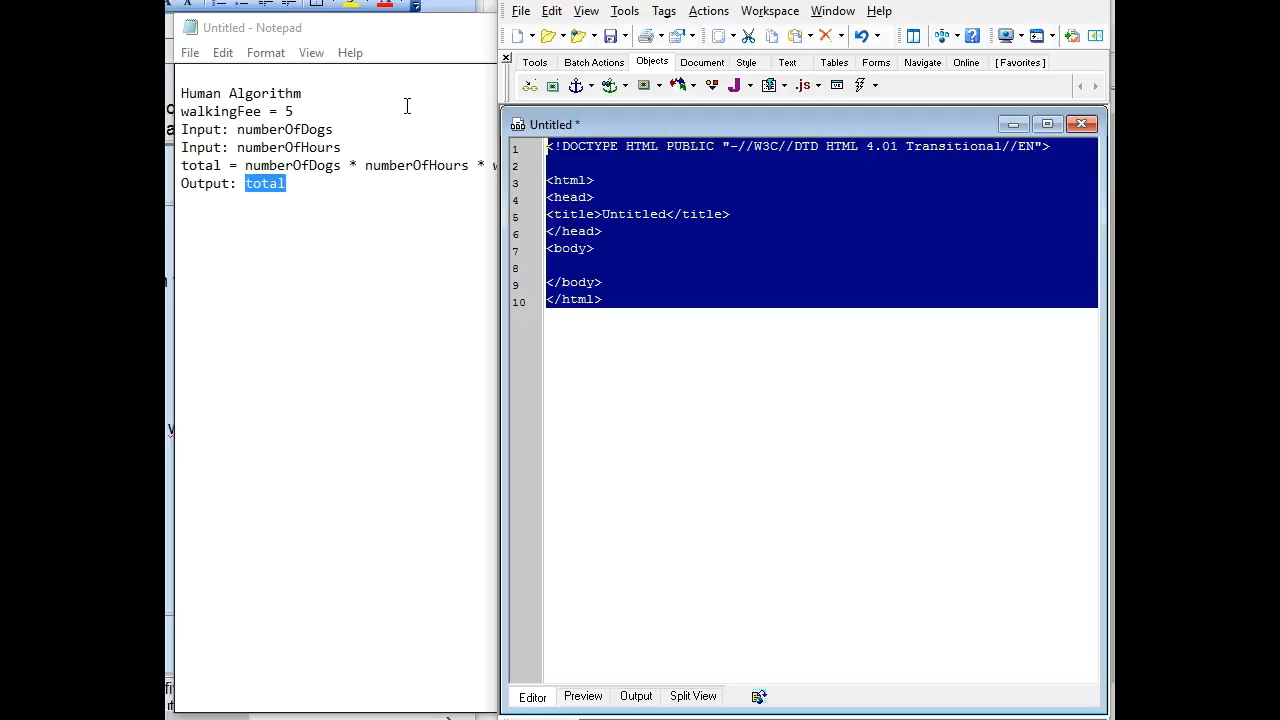 Untitled - Notepad
File Edit Format View Help
Human Algorithm
walkingFee = 5
Input: numberOfDogs
Input: numberOfHours
total = numberOfDogs * numberOfHours *
Output: total
File Edit View Tools Tags Actions Workspace Window Help
Tools Batch Actions Objects Document Style Text Tables Forms Navigate Online [ Favorites ]
.js
Untitled *
1 <!DOCTYPE HTML PUBLIC "-//W3C//DTD HTML 4.01 Transitional//EN">
2
3 <html>
4 <head>
5 <title>Untitled</title>
6 </head>
7 <body>
8
9 </body>
10 </html>
Editor Preview Output Split View